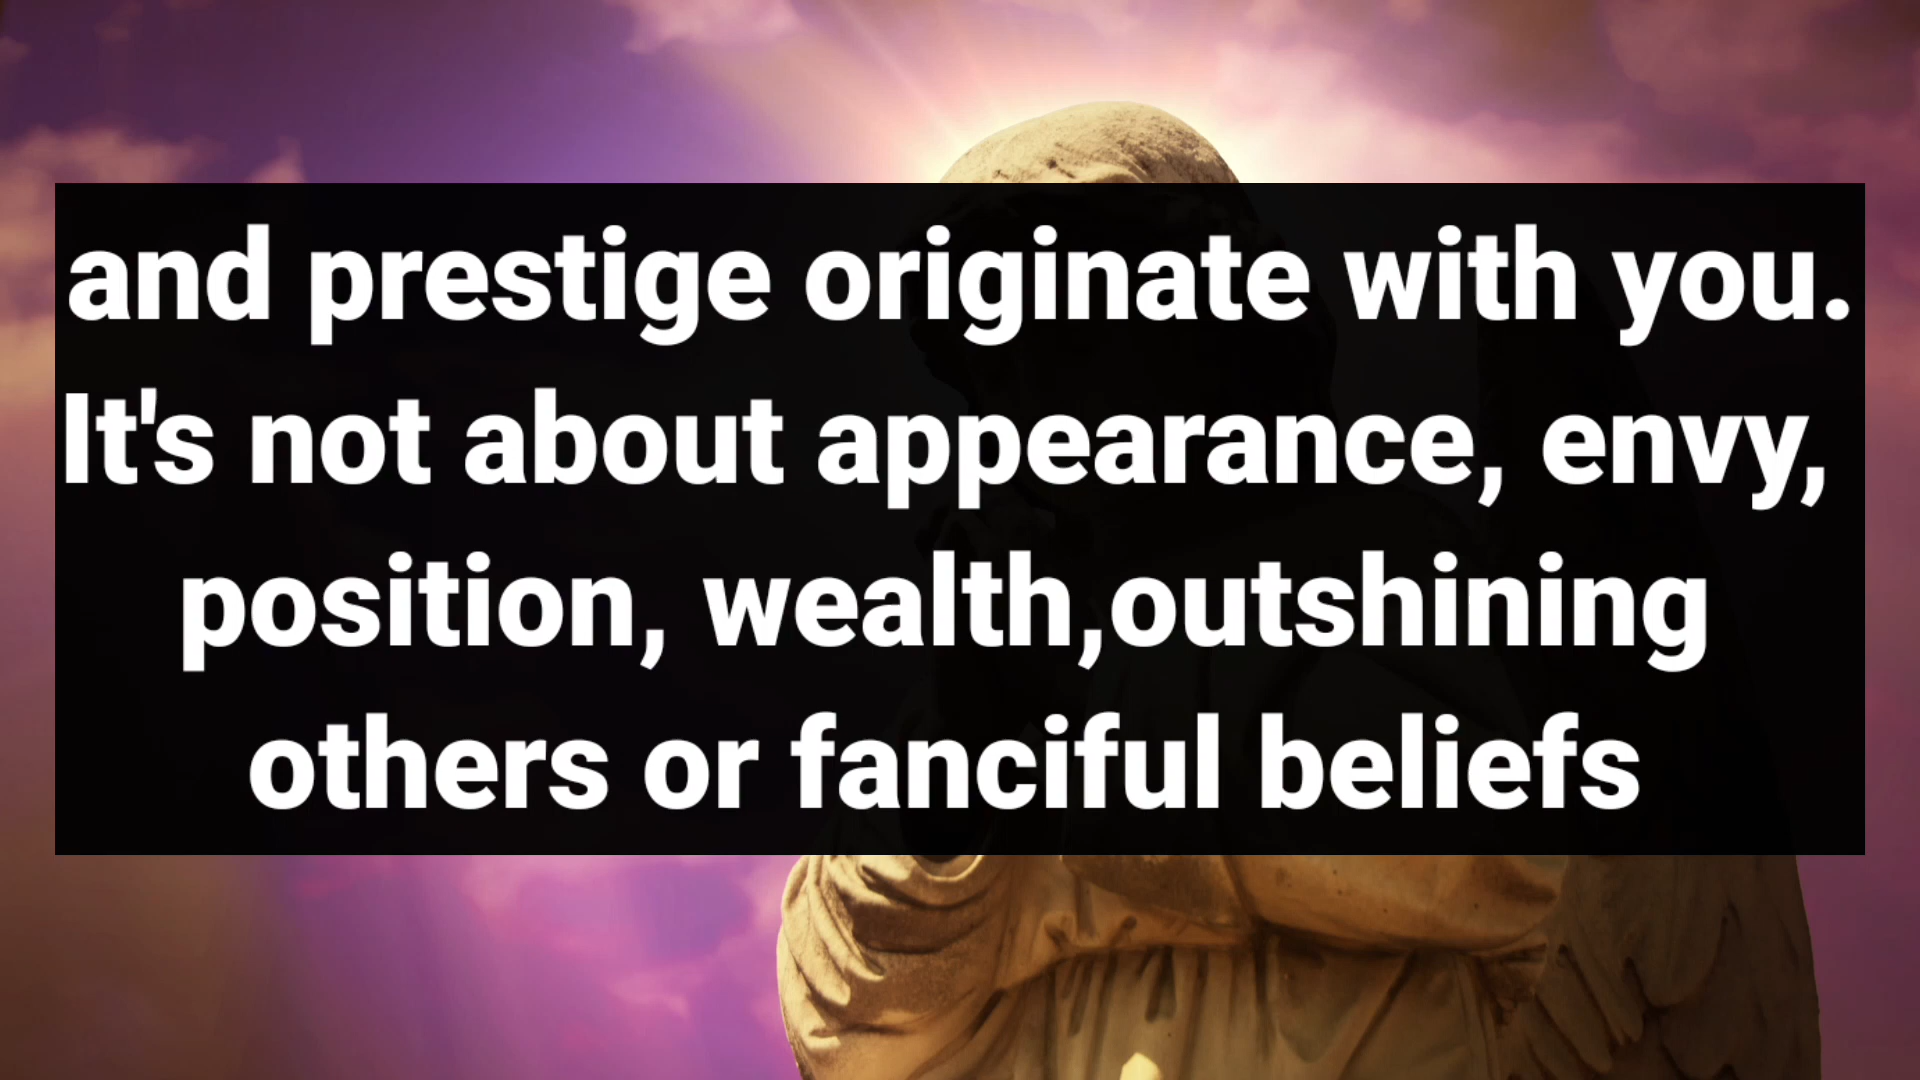 and prestige originate with you.
It's not about appearance, envy,
position, wealth,outshining
others or fanciful beliefs